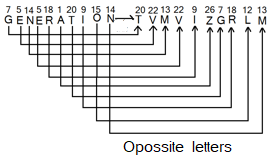 7 5 14 5 18 1 20 9 15 14 20 22 13 22 9 26 7 18 12 13
G E N E R A T I O N → T V M V I Z G R L M
Opossite letters